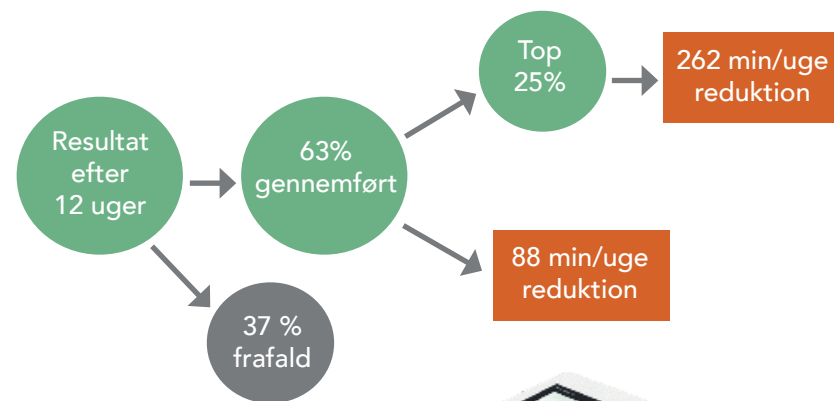 Resultat
efter
12 uger
63%
gennemført
Top
25%
262 min/uge
reduktion
88 min/uge
reduktion
37 %
frafald